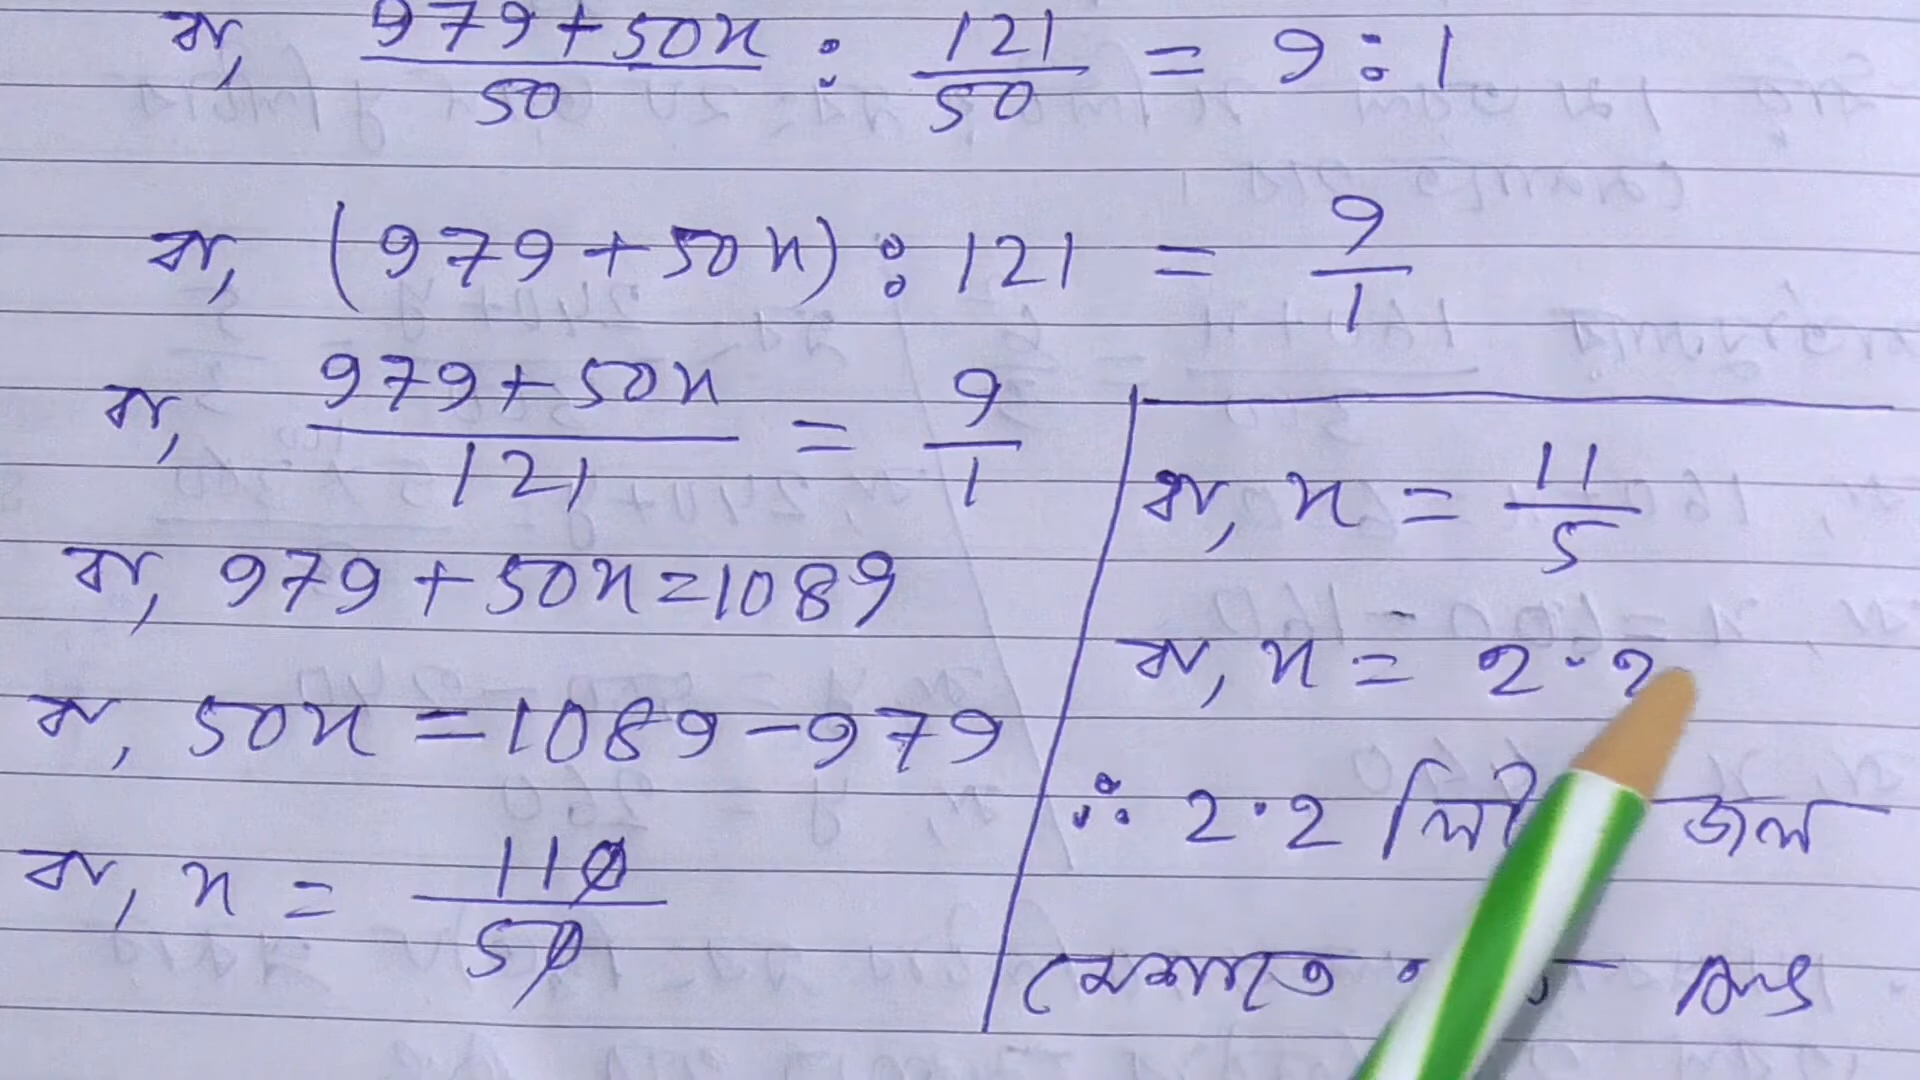 বা, (979+50x)/50 : 121/50 = 9:1
বা, (979+50x) : 121 = 9/1
বা, (979+50x)/121 = 9/1
বা, 979+50x=1089
বা, 50x=1089-979
বা, x = 110/50
বা, x = 11/5
বা, x = 2.2
∴ 2.2 জল
মেশাতে Ans